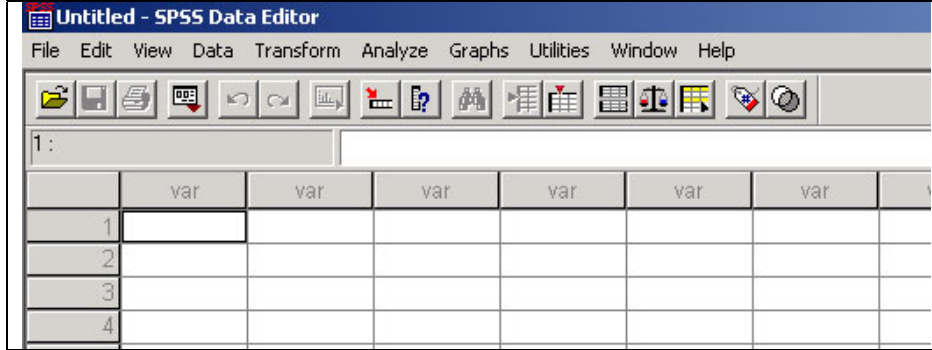 Untitled - SPSS Data Editor
File Edit View Data Transform Analyze Graphs Utilities Window Help
1 :
var var var var var var
1
2
3
4